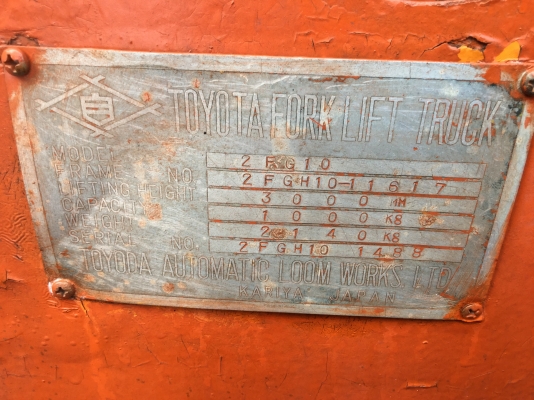 自
TOYOTA FORK LIFT TRUCK
MODEL 2FG10
FRAME NO. 2FGH10-11617
LIFTING HEIGHT 3000 MM
CAPACITY 1000 KG
WEIGHT 2140 KG
SERIAL NO. 2FGH10 1488
TOYODA AUTOMATIC LOOM WORKS, LTD.
KARIYA, JAPAN